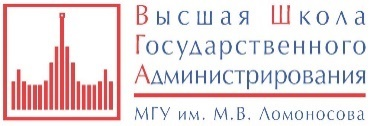 Высшая Школа
Государственного
Администрирования
МГУ им. М.В. Ломоносова